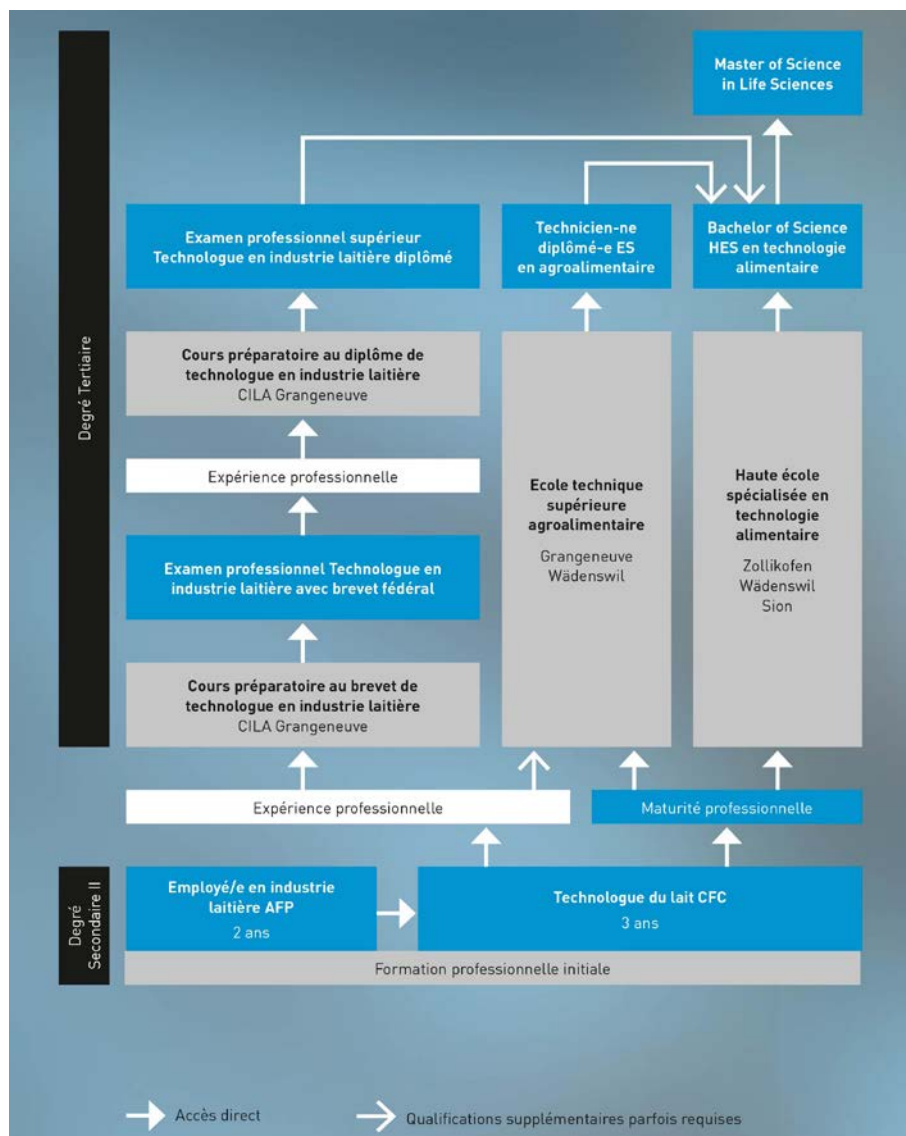 Master of Science
in Life Sciences
Degré Tertiaire
Examen professionnel supérieur
Technologue en industrie laitière diplômé
Technicien-ne
diplômé-e ES
en agroalimentaire
Bachelor of Science
HES en technologie
alimentaire
Cours préparatoire au diplôme de
technologue en industrie laitière
CILA Grangeneuve
Expérience professionnelle
Examen professionnel Technologue en
industrie laitière avec brevet fédéral
Cours préparatoire au brevet de
technologue en industrie laitière
CILA Grangeneuve
Ecole technique
supérieure
agroalimentaire
Grangeneuve
Wädenswil
Haute école
spécialisée en
technologie
alimentaire
Zollikofen
Wädenswil
Sion
Expérience professionnelle
Maturité professionnelle
Degré
Secondaire II
Employé/e en industrie
laitière AFP
2 ans
Technologue du lait CFC
3 ans
Formation professionnelle initiale
Accès direct
Qualifications supplémentaires parfois requises